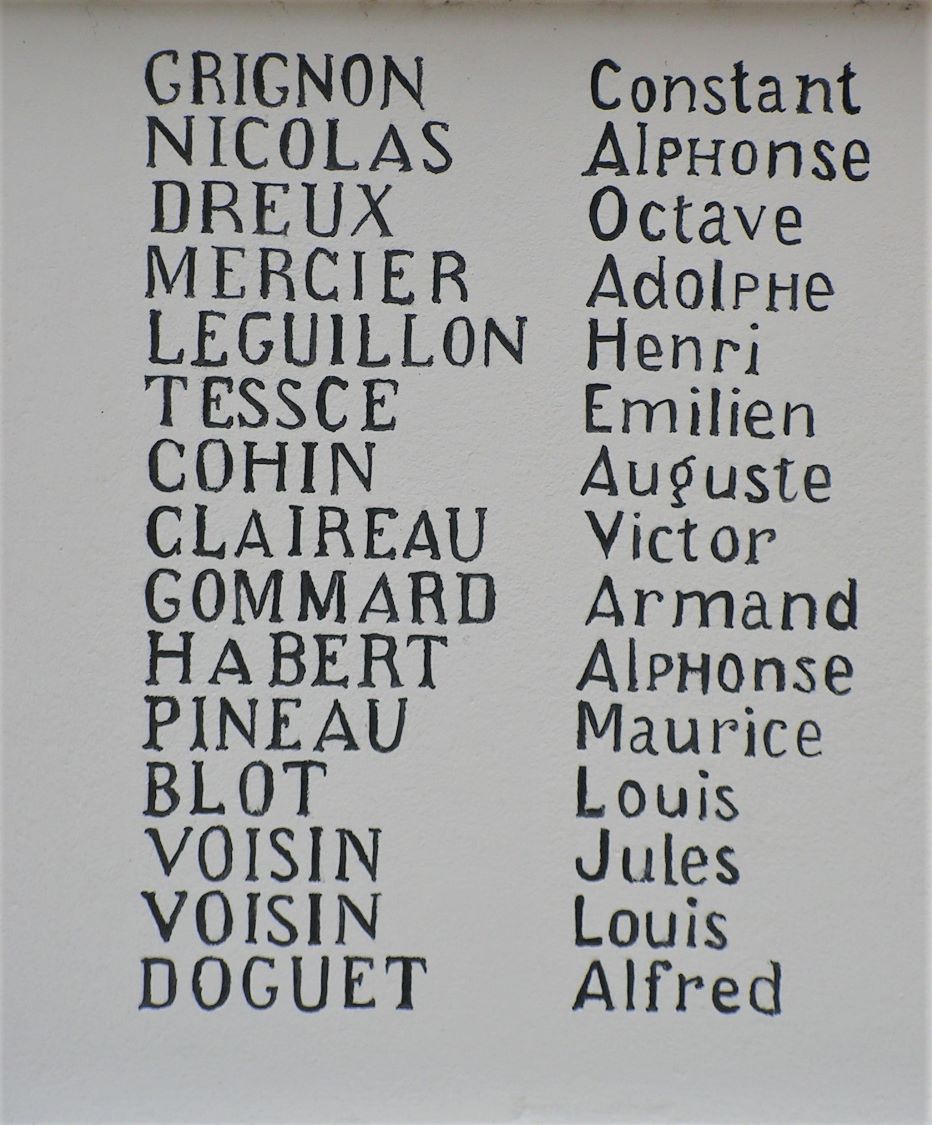 GRIGNON Constant
NICOLAS AlPHonse
DREUX Octave
MERCIER AdolPHe
LEGUILLON Henri
TESSCE Emilien
COHIN Auguste
CLAIREAU Victor
GOMMARD Armand
HABERT AlPHonse
PINEAU Maurice
BLOT Louis
VOISIN Jules
VOISIN Louis
DOGUET Alfred